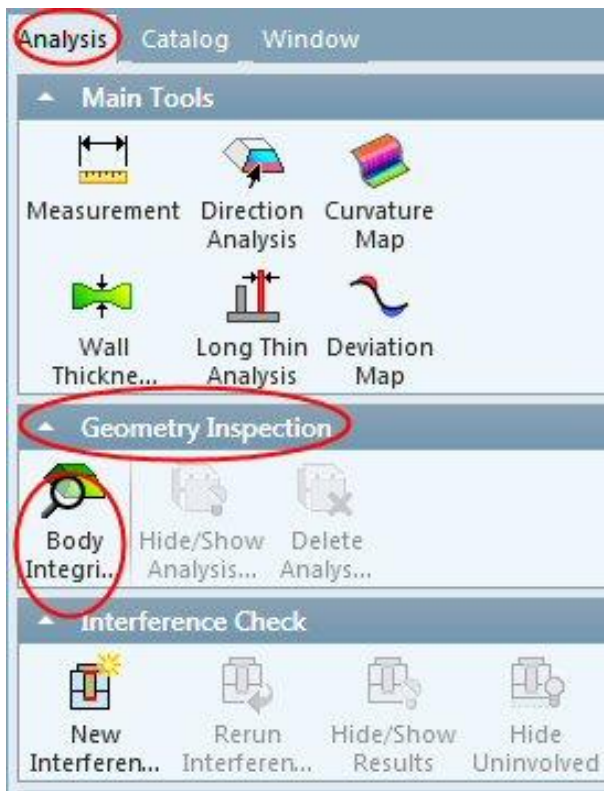 Analysis Catalog Window
Main Tools
Measurement Direction Analysis Curvature Map
Wall Thickne... Long Thin Analysis Deviation Map
Geometry Inspection
Body Integri... Hide/Show Analysis... Delete Analys...
Interference Check
New Interferen... Rerun Interferen... Hide/Show Results Hide Uninvolved